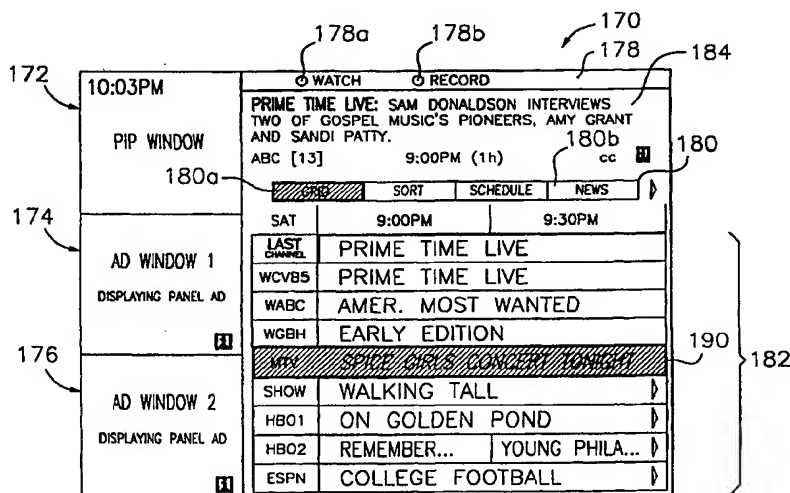 170
178a
178b
178
184
172
10:03PM
WATCH
RECORD
PRIME TIME LIVE: SAM DONALDSON INTERVIEWS
TWO OF GOSPEL MUSIC'S PIONEERS, AMY GRANT
AND SANDI PATTY.
PIP WINDOW
ABC [13]
9:00PM (1h)
cc
i
180b
180
180a
GRID
SORT
SCHEDULE
NEWS
174
SAT
9:00PM
9:30PM
AD WINDOW 1
DISPLAYING PANEL AD
i
LAST
CHANNEL
PRIME TIME LIVE
WCVB5
PRIME TIME LIVE
WABC
AMER. MOST WANTED
WGBH
EARLY EDITION
190
182
MTV
SPICE GIRLS CONCERT TONIGHT
176
AD WINDOW 2
DISPLAYING PANEL AD
i
SHOW
WALKING TALL
HBO1
ON GOLDEN POND
HBO2
REMEMBER...
YOUNG PHILA...
ESPN
COLLEGE FOOTBALL